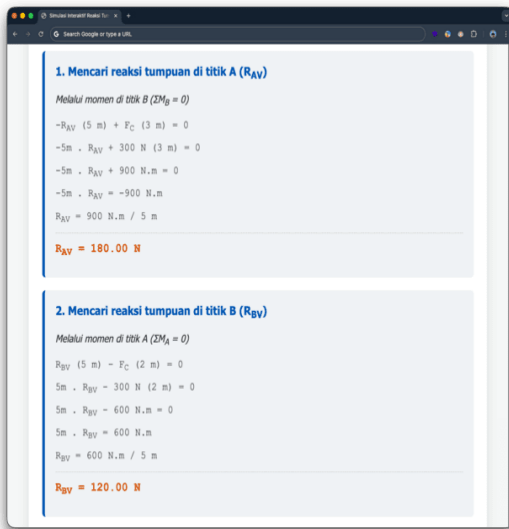 Simulasi Interaktif Reaksi Tum
Search Google or type a URL
1. Mencari reaksi tumpuan di titik A (RAV)
Melalui momen di titik B (ΣMB = 0)
-RAV (5 m) + FC (3 m) = 0
-5m . RAV + 300 N (3 m) = 0
-5m . RAV + 900 N.m = 0
-5m . RAV = -900 N.m
RAV = 900 N.m / 5 m
RAV = 180.00 N
2. Mencari reaksi tumpuan di titik B (RBV)
Melalui momen di titik A (ΣMA = 0)
RBV (5 m) - FC (2 m) = 0
5m . RBV - 300 N (2 m) = 0
5m . RBV - 600 N.m = 0
5m . RBV = 600 N.m
RBV = 600 N.m / 5 m
RBV = 120.00 N